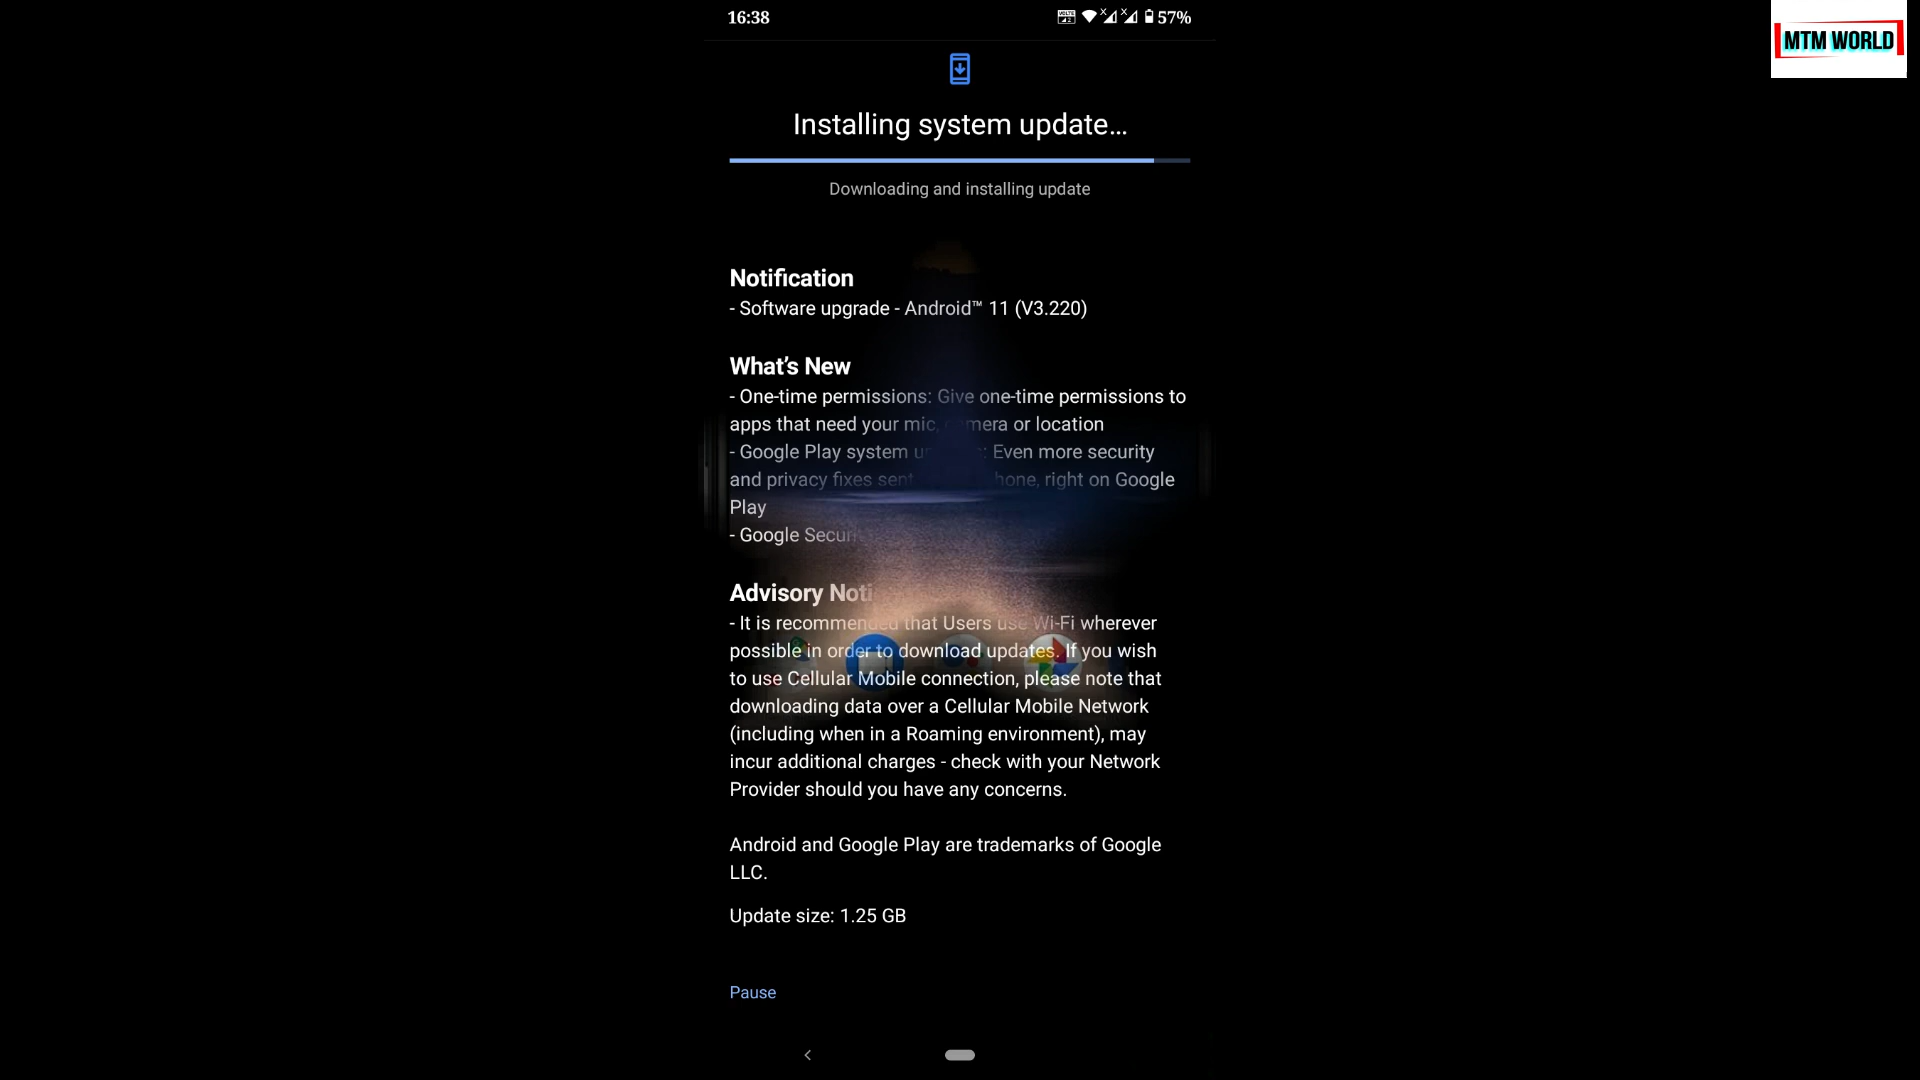 16:38
57%
MTM WORLD
Installing system update...
Downloading and installing update
Notification
- Software upgrade - Android™ 11 (V3.220)
What's New
- One-time permissions: Give one-time permissions to
apps that need your mic, camera or location
- Google Play system : Even more security
and privacy fixes sent hone, right on Google
Play
- Google Secur
Advisory Noti
- It is recommended that Users use Wi-Fi wherever
possible in order to download updates. If you wish
to use Cellular Mobile connection, please note that
downloading data over a Cellular Mobile Network
(including when in a Roaming environment), may
incur additional charges - check with your Network
Provider should you have any concerns.
Android and Google Play are trademarks of Google
LLC.
Update size: 1.25 GB
Pause